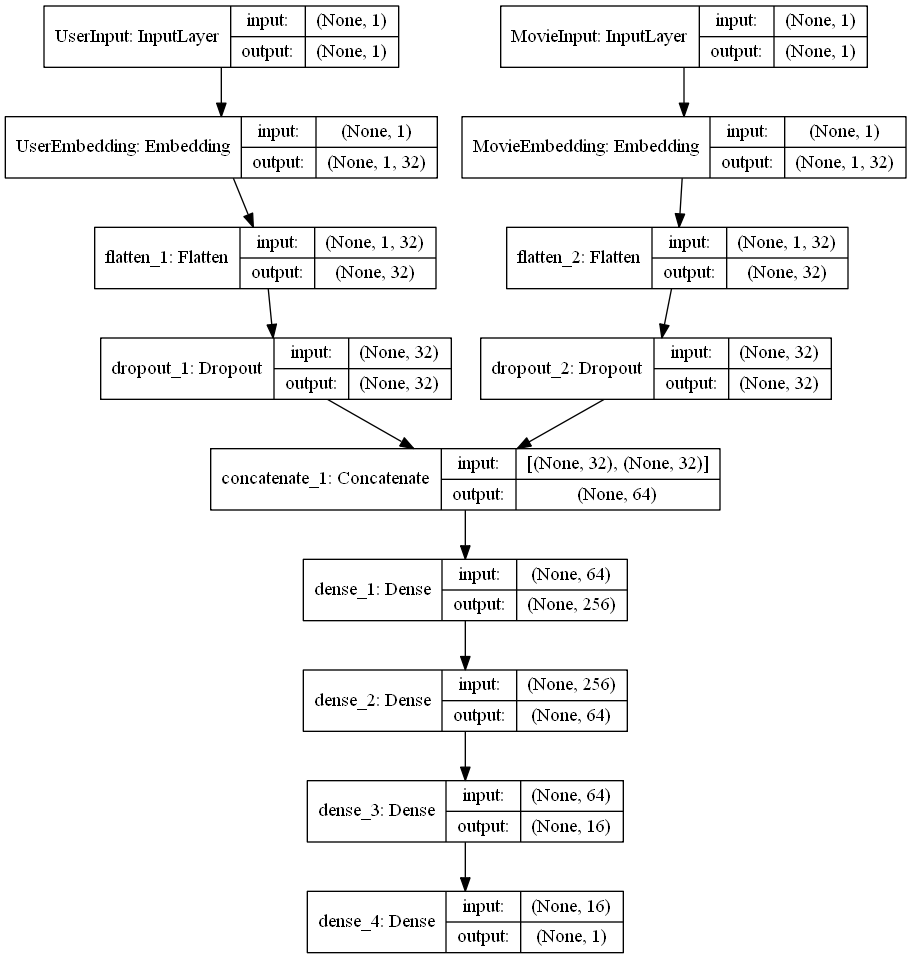 UserInput: InputLayer
input:
(None, 1)
output:
(None, 1)
MovieInput: InputLayer
input:
(None, 1)
output:
(None, 1)
UserEmbedding: Embedding
input:
(None, 1)
output:
(None, 1, 32)
MovieEmbedding: Embedding
input:
(None, 1)
output:
(None, 1, 32)
flatten_1: Flatten
input:
(None, 1, 32)
output:
(None, 32)
flatten_2: Flatten
input:
(None, 1, 32)
output:
(None, 32)
dropout_1: Dropout
input:
(None, 32)
output:
(None, 32)
dropout_2: Dropout
input:
(None, 32)
output:
(None, 32)
concatenate_1: Concatenate
input:
[(None, 32), (None, 32)]
output:
(None, 64)
dense_1: Dense
input:
(None, 64)
output:
(None, 256)
dense_2: Dense
input:
(None, 256)
output:
(None, 64)
dense_3: Dense
input:
(None, 64)
output:
(None, 16)
dense_4: Dense
input:
(None, 16)
output:
(None, 1)